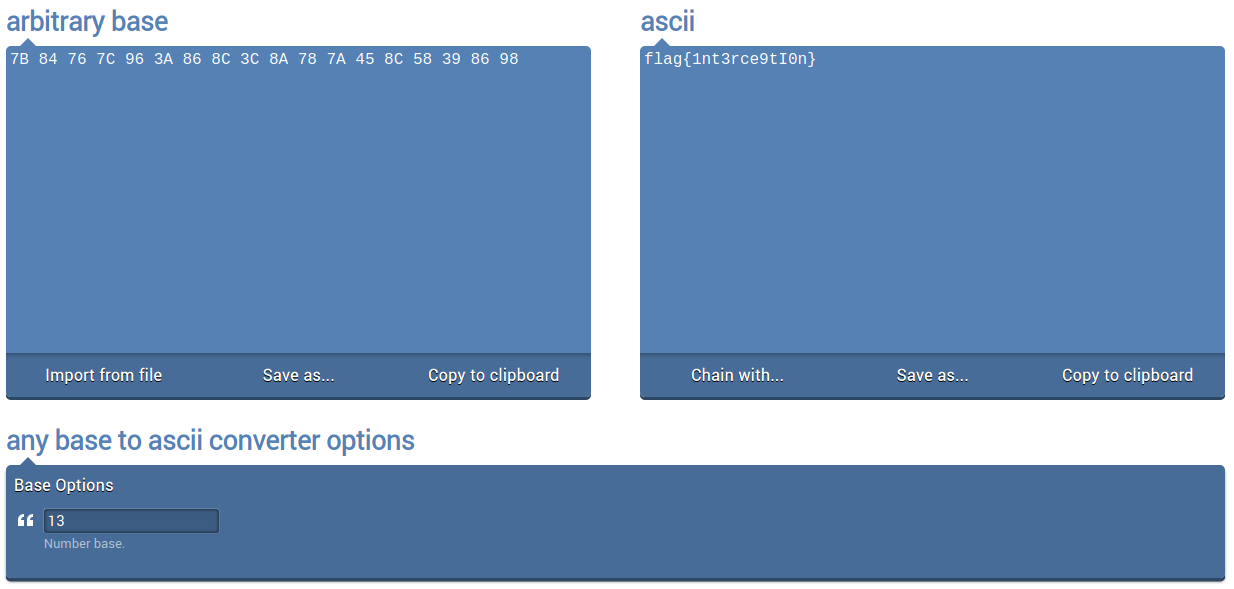 arbitrary base
7B 84 76 7C 96 3A 86 8C 3C 8A 78 7A 45 8C 58 39 86 98
Import from file Save as... Copy to clipboard
ascii
flag{1nt3rce9tI0n}
Chain with... Save as... Copy to clipboard
any base to ascii converter options
Base Options
13
Number base.